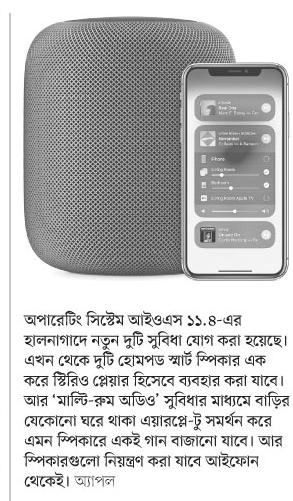 iPhone
Living Room
Bedroom
Living Room Apple TV
অপারেটিং সিস্টেম আইওএস ১১.৪-এর
হালনাগাদে নতুন দুটি সুবিধা যোগ করা হয়েছে।
এখন থেকে দুটি হোমপড স্মার্ট স্পিকার এক
করে স্টিরিও প্লেয়ার হিসেবে ব্যবহার করা যাবে।
আর ‘মাল্টি-রুম অডিও’ সুবিধার মাধ্যমে বাড়ির
যেকোনো ঘরে থাকা এয়ারপ্লে-টু সমর্থন করে
এমন স্পিকারে একই গান বাজানো যাবে। আর
স্পিকারগুলো নিয়ন্ত্রণ করা যাবে আইফোন
থেকেই। অ্যাপল